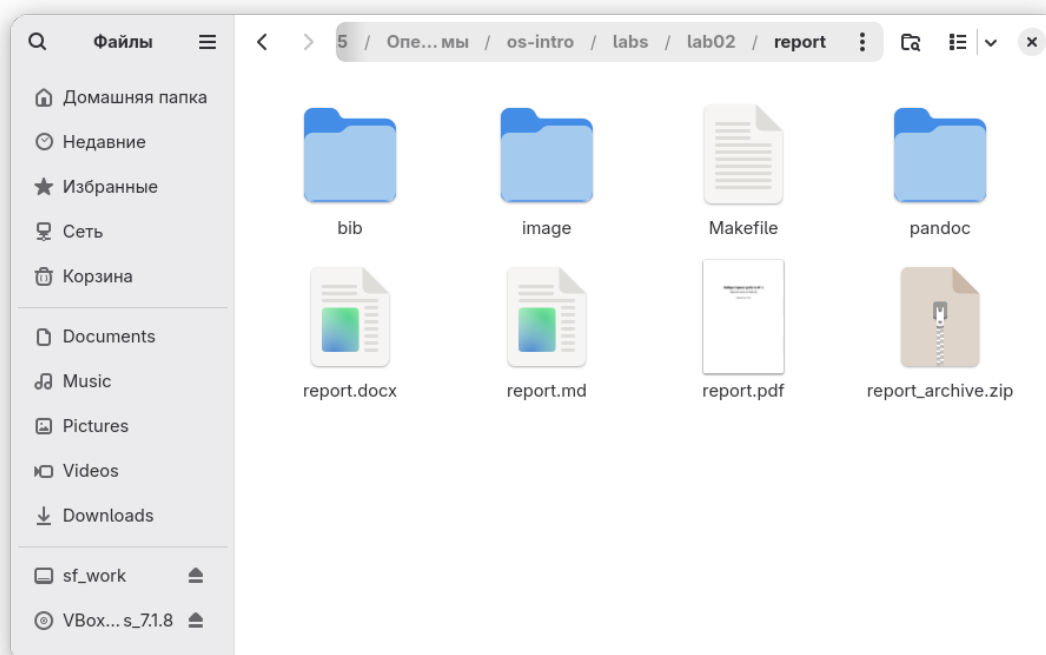 Файлы
5 / Опе…мы / os-intro / labs / lab02 / report
Домашняя папка
Недавние
Избранные
Сеть
Корзина
Documents
Music
Pictures
Videos
Downloads
sf_work
VBox…s_7.1.8
bib
image
Makefile
pandoc
report.docx
report.md
report.pdf
report_archive.zip